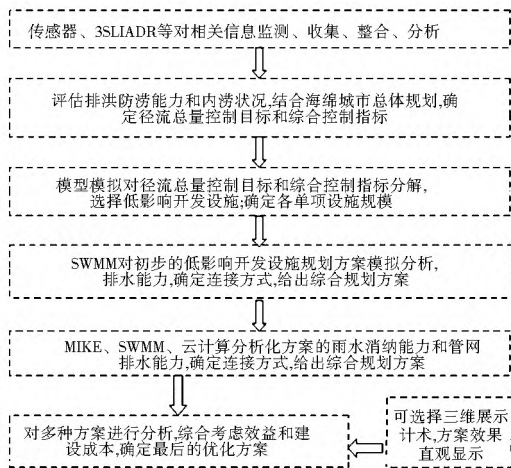 传感器、3SLIADR等对相关信息监测、收集、整合、分析
评估排洪防涝能力和内涝状况,结合海绵城市总体规划,确
定径流总量控制目标和综合控制指标
模型模拟对径流总量控制目标和综合控制指标分解,
选择低影响开发设施;确定各单项设施规模
SWMM对初步的低影响开发设施规划方案模拟分析,
排水能力,确定连接方式,给出综合规划方案
MIKE、SWMM、云计算分析化方案的雨水消纳能力和管网
排水能力,确定连接方式,给出综合规划方案
对多种方案进行分析,综合考虑效益和建
设成本,确定最后的优化方案
可选择三维展示
计术,方案效果
直观显示